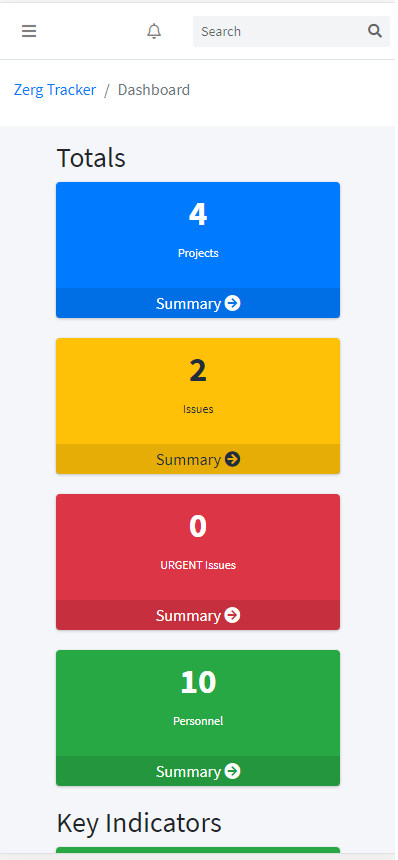 Search
Zerg Tracker / Dashboard
Totals
4
Projects
Summary
2
Issues
Summary
0
URGENT Issues
Summary
10
Personnel
Summary
Key Indicators